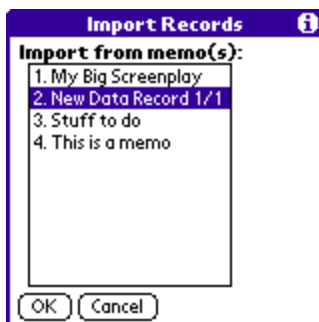 Import Records
Import from memo(s):
1. My Big Screenplay
2. New Data Record 1/1
3. Stuff to do
4. This is a memo
OK Cancel